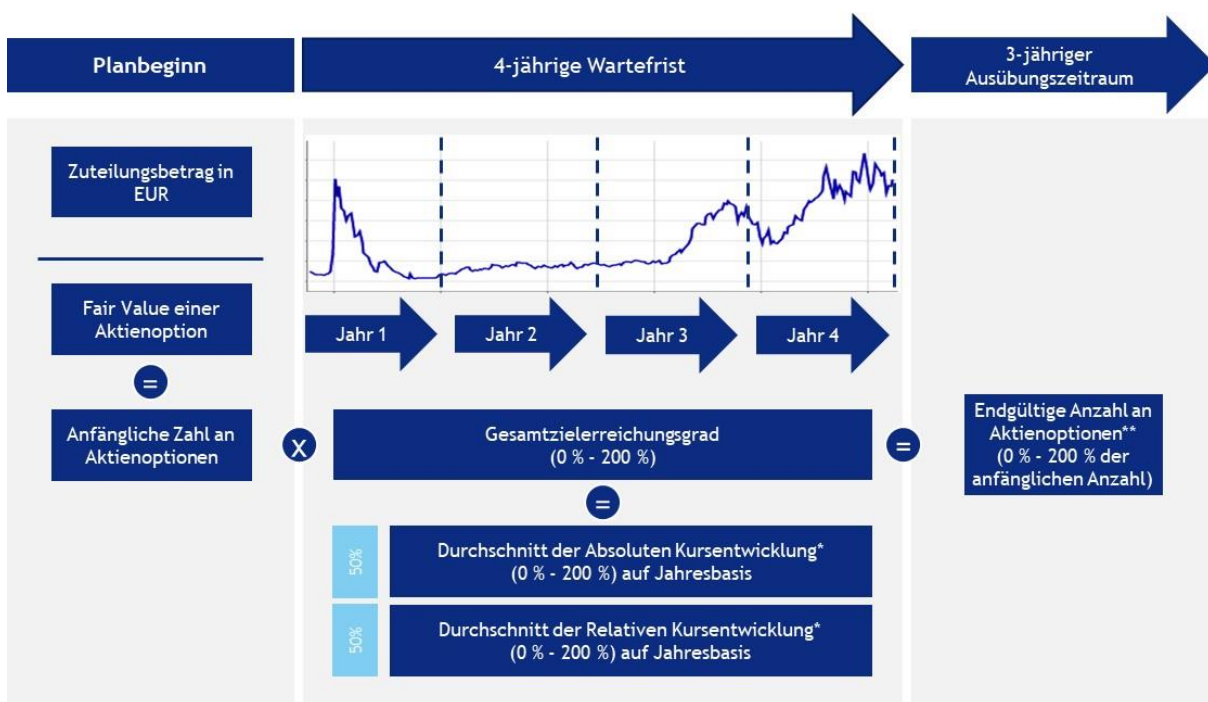 Planbeginn
4-jährige Wartefrist
3-jähriger
Ausübungszeitraum
Zuteilungsbetrag in
EUR
Fair Value einer
Aktienoption
=
Anfängliche Zahl an
Aktienoptionen
x
Jahr 1
Jahr 2
Jahr 3
Jahr 4
Gesamtzielerreichungsgrad
(0 % - 200 %)
=
50%
Durchschnitt der Absoluten Kursentwicklung*
(0 % - 200 %) auf Jahresbasis
50%
Durchschnitt der Relativen Kursentwicklung*
(0 % - 200 %) auf Jahresbasis
=
Endgültige Anzahl an
Aktienoptionen**
(0 % - 200 % der
anfänglichen Anzahl)